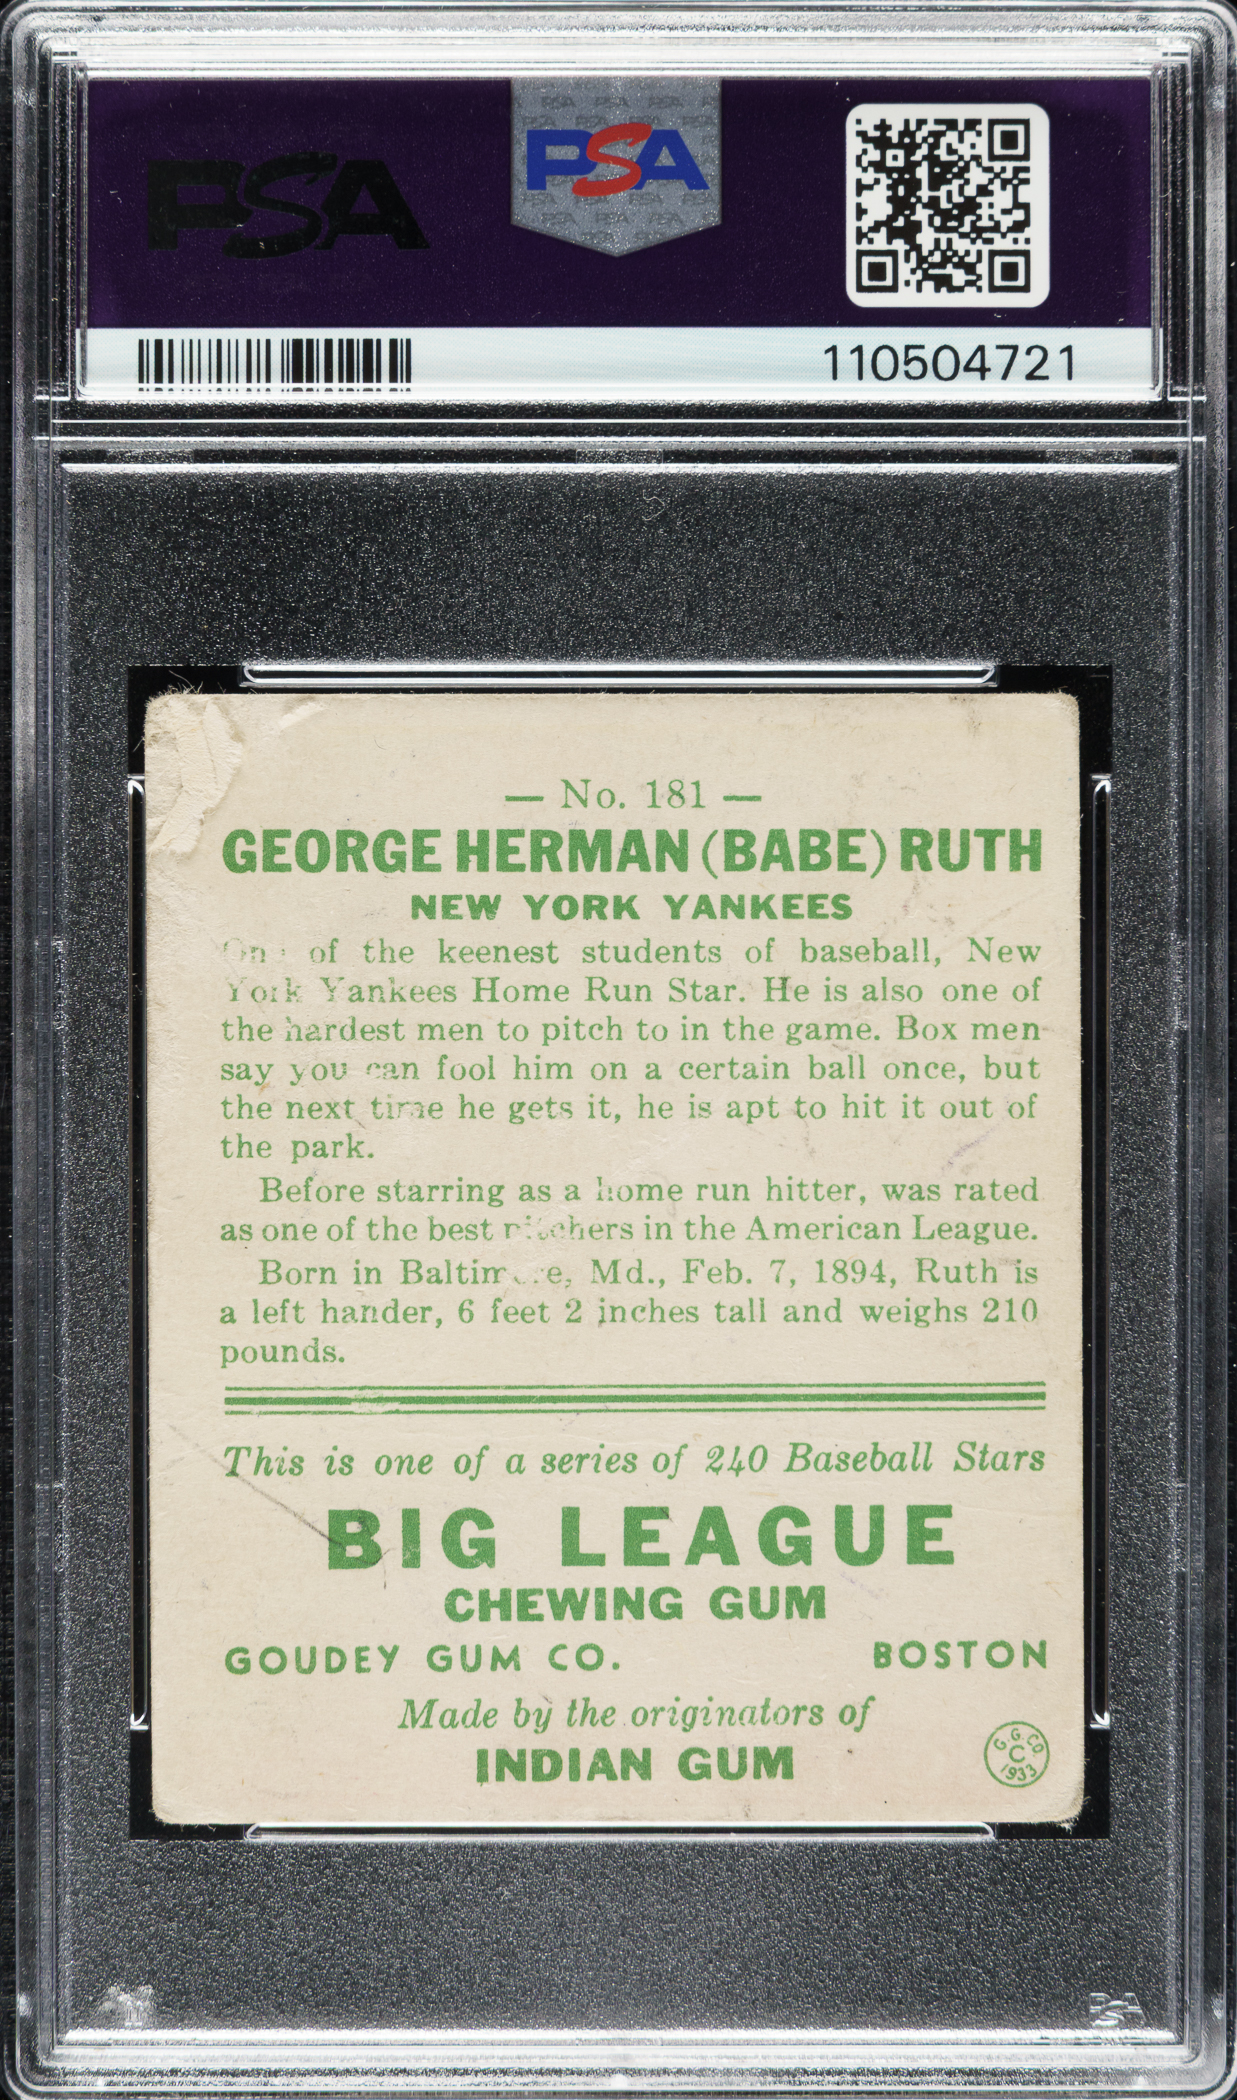 PSA
PSA
110504721
— No. 181 —
GEORGE HERMAN (BABE) RUTH
NEW YORK YANKEES
of the keenest students of baseball, New
York Yankees Home Run Star. He is also one of
the hardest men to pitch to in the game. Box men
say you can fool him on a certain ball once, but
the next time he gets it, he is apt to hit it out of
the park.
Before starring as a home run hitter, was rated
as one of the best pitchers in the American League.
Born in Baltimore, Md., Feb. 7, 1894, Ruth is
a left hander, 6 feet 2 inches tall and weighs 210
pounds.
This is one of a series of 240 Baseball Stars
BIG LEAGUE
CHEWING GUM
GOUDEY GUM CO. BOSTON
Made by the originators of
INDIAN GUM
G.G.CO.
C
1933
PSA